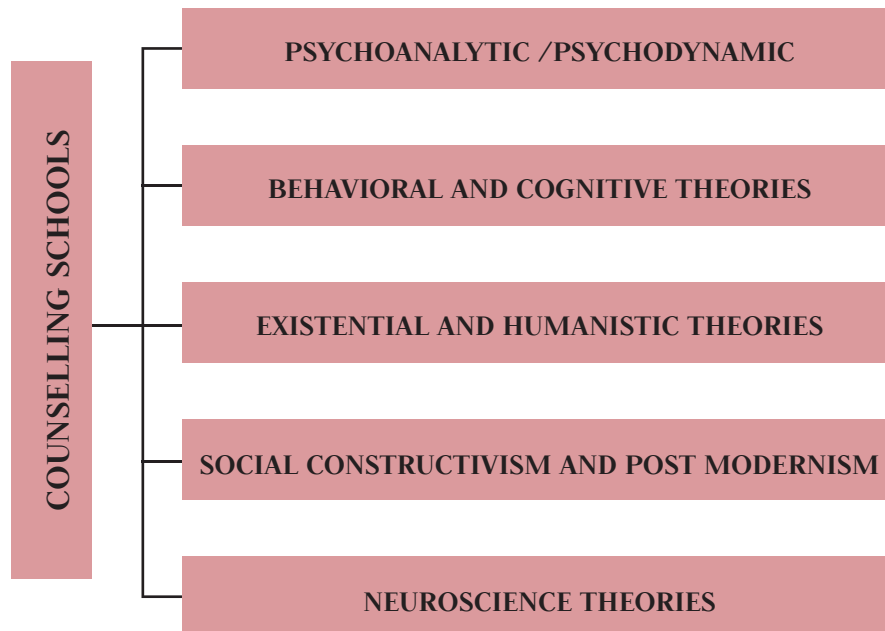 COUNSELLING SCHOOLS
PSYCHOANALYTIC /PSYCHODYNAMIC
BEHAVIORAL AND COGNITIVE THEORIES
EXISTENTIAL AND HUMANISTIC THEORIES
SOCIAL CONSTRUCTIVISM AND POST MODERNISM
NEUROSCIENCE THEORIES